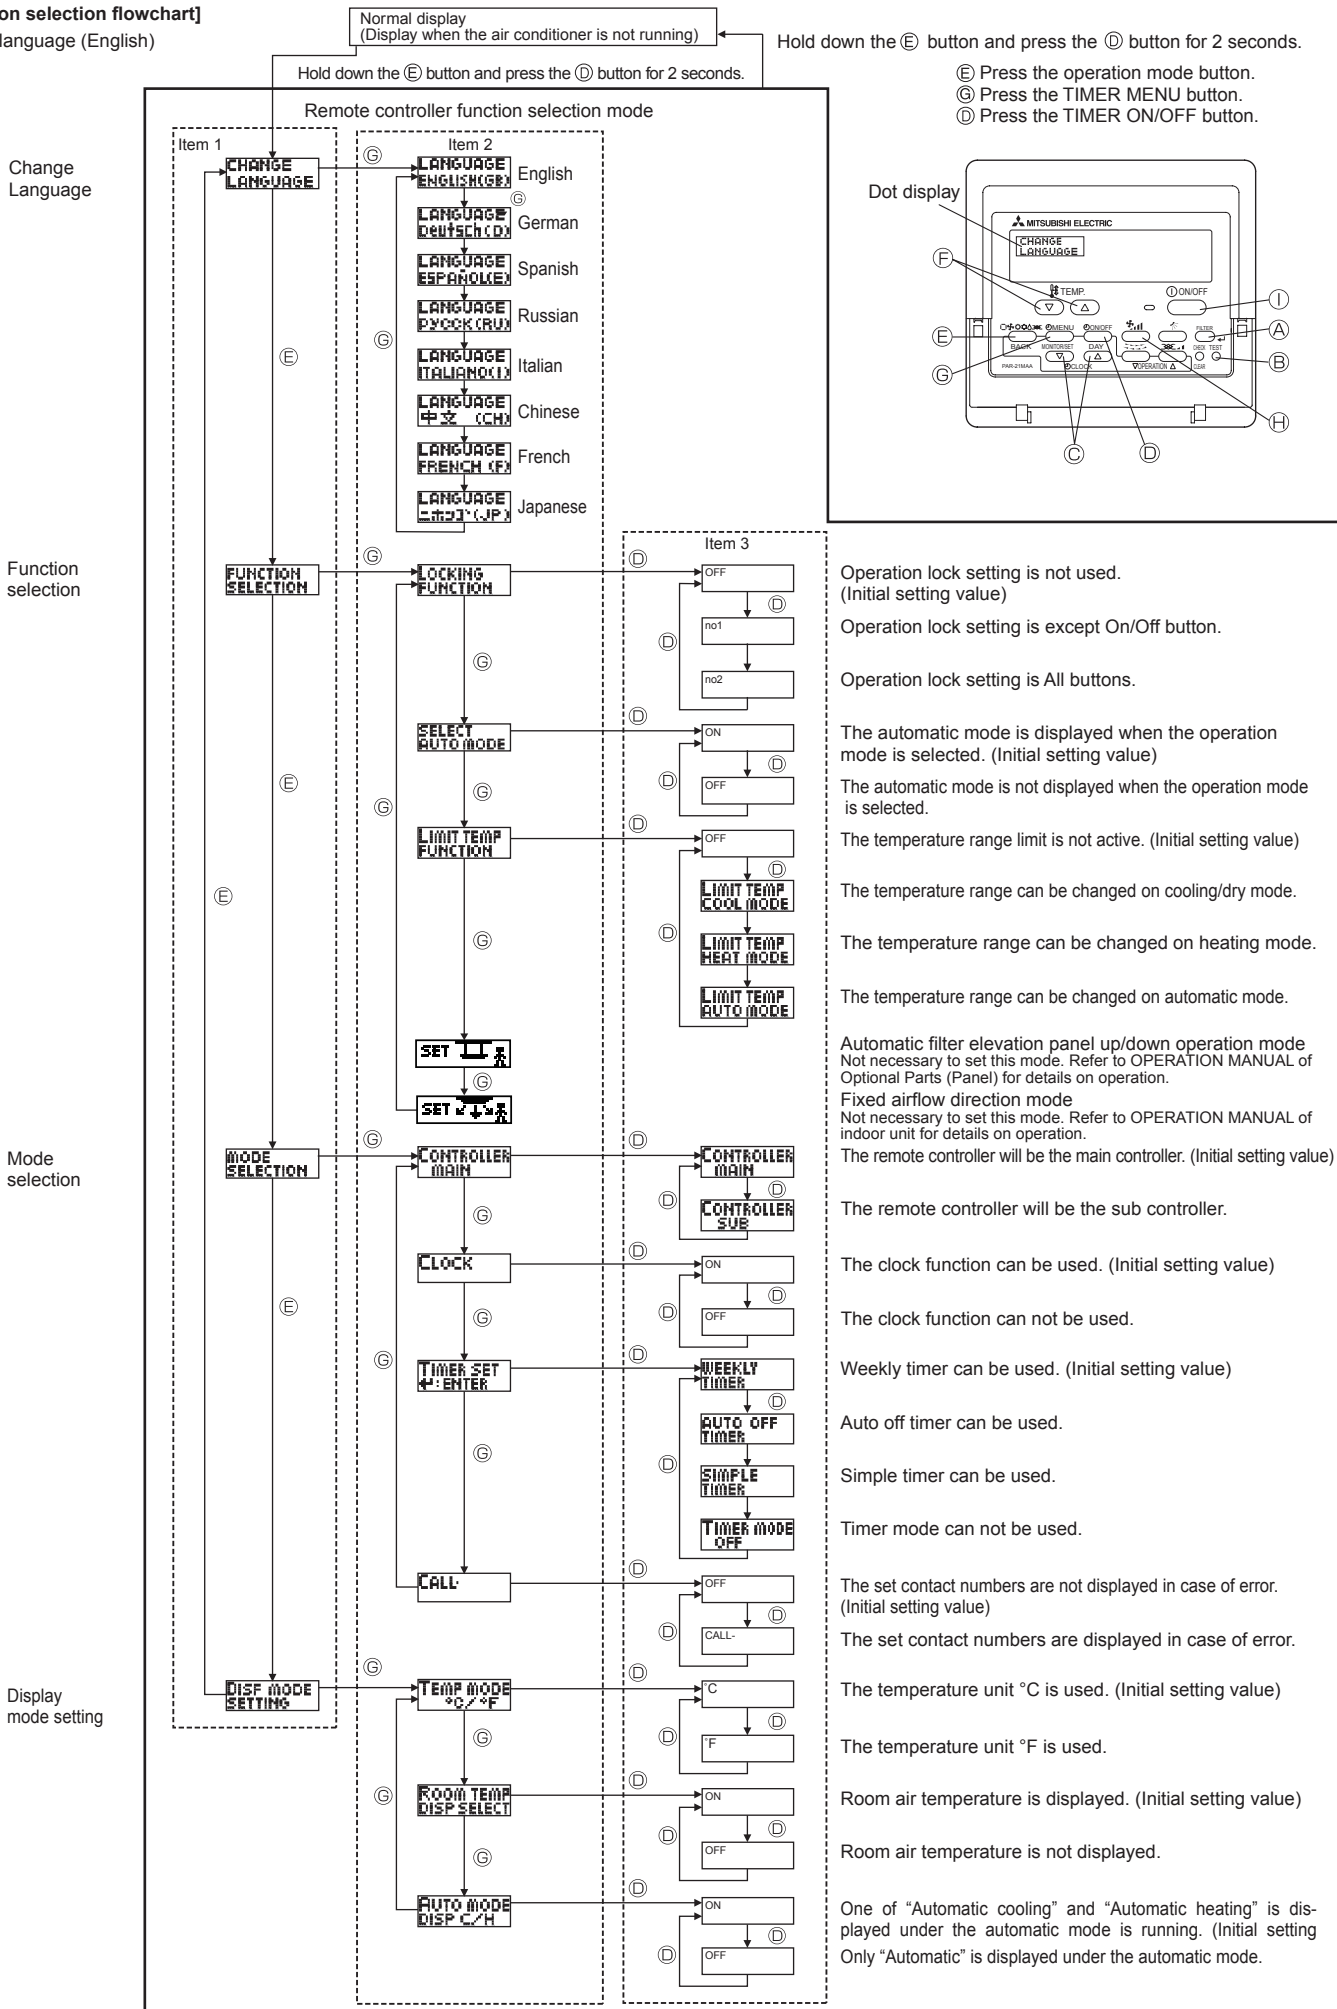 on selection flowchart]
language (English)
Normal display
(Display when the air conditioner is not running)
Hold down the Ⓔ button and press the Ⓓ button for 2 seconds.
Hold down the Ⓔ button and press the Ⓓ button for 2 seconds.
Ⓔ Press the operation mode button.
Ⓖ Press the TIMER MENU button.
Ⓓ Press the TIMER ON/OFF button.
Remote controller function selection mode
Item 1
Item 2
Change
Language
CHANGE
LANGUAGE
Ⓖ
LANGUAGE
ENGLISH(GB)
English
Ⓖ
LANGUAGE
Deutsch(D)
German
LANGUAGE
ESPAÑOL(E)
Spanish
LANGUAGE
РУССК(RU)
Russian
LANGUAGE
ITALIANO(I)
Italian
LANGUAGE
中文 (CH)
Chinese
LANGUAGE
FRENCH (F)
French
LANGUAGE
ニホンゴ(JP)
Japanese
Ⓖ
Ⓔ
Dot display
MITSUBISHI ELECTRIC
CHANGE
LANGUAGE
Ⓕ
TEMP.
ON/OFF
Ⓘ
Ⓔ
MENU
ON/OFF
FILTER
Ⓐ
BACK
MONITOR/SET
DAY
CHECK TEST
Ⓑ
PAR-21MAA
CLOCK
▽OPERATION △
CLEAR
Ⓖ
Ⓗ
Ⓒ
Ⓓ
Item 3
Function
selection
FUNCTION
SELECTION
Ⓖ
LOCKING
FUNCTION
Ⓓ
OFF
Operation lock setting is not used.
(Initial setting value)
Ⓓ
no1
Operation lock setting is except On/Off button.
Ⓓ
Ⓖ
no2
Operation lock setting is All buttons.
SELECT
AUTO MODE
Ⓓ
ON
The automatic mode is displayed when the operation
mode is selected. (Initial setting value)
Ⓓ
Ⓓ
OFF
The automatic mode is not displayed when the operation mode
is selected.
Ⓔ
Ⓖ
Ⓖ
LIMIT TEMP
FUNCTION
Ⓓ
OFF
The temperature range limit is not active. (Initial setting value)
Ⓓ
Ⓔ
LIMIT TEMP
COOL MODE
The temperature range can be changed on cooling/dry mode.
Ⓓ
Ⓖ
LIMIT TEMP
HEAT MODE
The temperature range can be changed on heating mode.
LIMIT TEMP
AUTO MODE
The temperature range can be changed on automatic mode.
SET
Automatic filter elevation panel up/down operation mode
Not necessary to set this mode. Refer to OPERATION MANUAL of
Optional Parts (Panel) for details on operation.
Ⓖ
SET
Fixed airflow direction mode
Not necessary to set this mode. Refer to OPERATION MANUAL of
indoor unit for details on operation.
Mode
selection
MODE
SELECTION
Ⓖ
CONTROLLER
MAIN
Ⓓ
CONTROLLER
MAIN
The remote controller will be the main controller. (Initial setting value)
Ⓓ
Ⓓ
CONTROLLER
SUB
The remote controller will be the sub controller.
Ⓖ
CLOCK
Ⓓ
ON
The clock function can be used. (Initial setting value)
Ⓓ
Ⓓ
OFF
The clock function can not be used.
Ⓔ
Ⓖ
Ⓖ
TIMER SET
↵:ENTER
Ⓓ
WEEKLY
TIMER
Weekly timer can be used. (Initial setting value)
Ⓓ
AUTO OFF
TIMER
Auto off timer can be used.
Ⓖ
Ⓓ
SIMPLE
TIMER
Simple timer can be used.
TIMER MODE
OFF
Timer mode can not be used.
CALL-
Ⓓ
OFF
The set contact numbers are not displayed in case of error.
(Initial setting value)
Ⓓ
Ⓓ
CALL-
The set contact numbers are displayed in case of error.
Display
mode setting
DISP MODE
SETTING
Ⓖ
TEMP MODE
°C/°F
Ⓓ
°C
The temperature unit °C is used. (Initial setting value)
Ⓓ
Ⓓ
°F
The temperature unit °F is used.
Ⓖ
Ⓖ
ROOM TEMP
DISP SELECT
Ⓓ
ON
Room air temperature is displayed. (Initial setting value)
Ⓓ
Ⓓ
OFF
Room air temperature is not displayed.
Ⓖ
AUTO MODE
DISP C/H
Ⓓ
ON
One of “Automatic cooling” and “Automatic heating” is dis-
played under the automatic mode is running. (Initial setting
Ⓓ
Ⓓ
OFF
Only “Automatic” is displayed under the automatic mode.